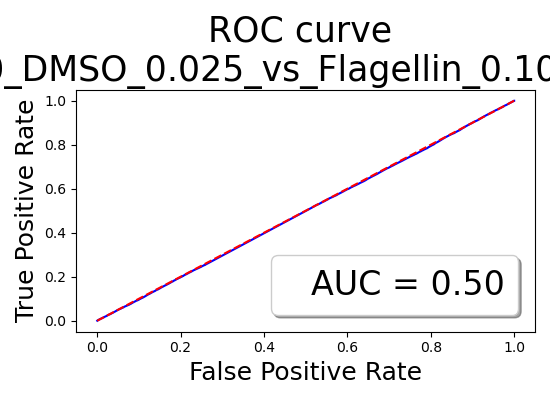 ROC curve
0_DMSO_0.025_vs_Flagellin_0.10
True Positive Rate
1.0
0.8
0.6
0.4
0.2
0.0
AUC = 0.50
0.0 0.2 0.4 0.6 0.8 1.0
False Positive Rate